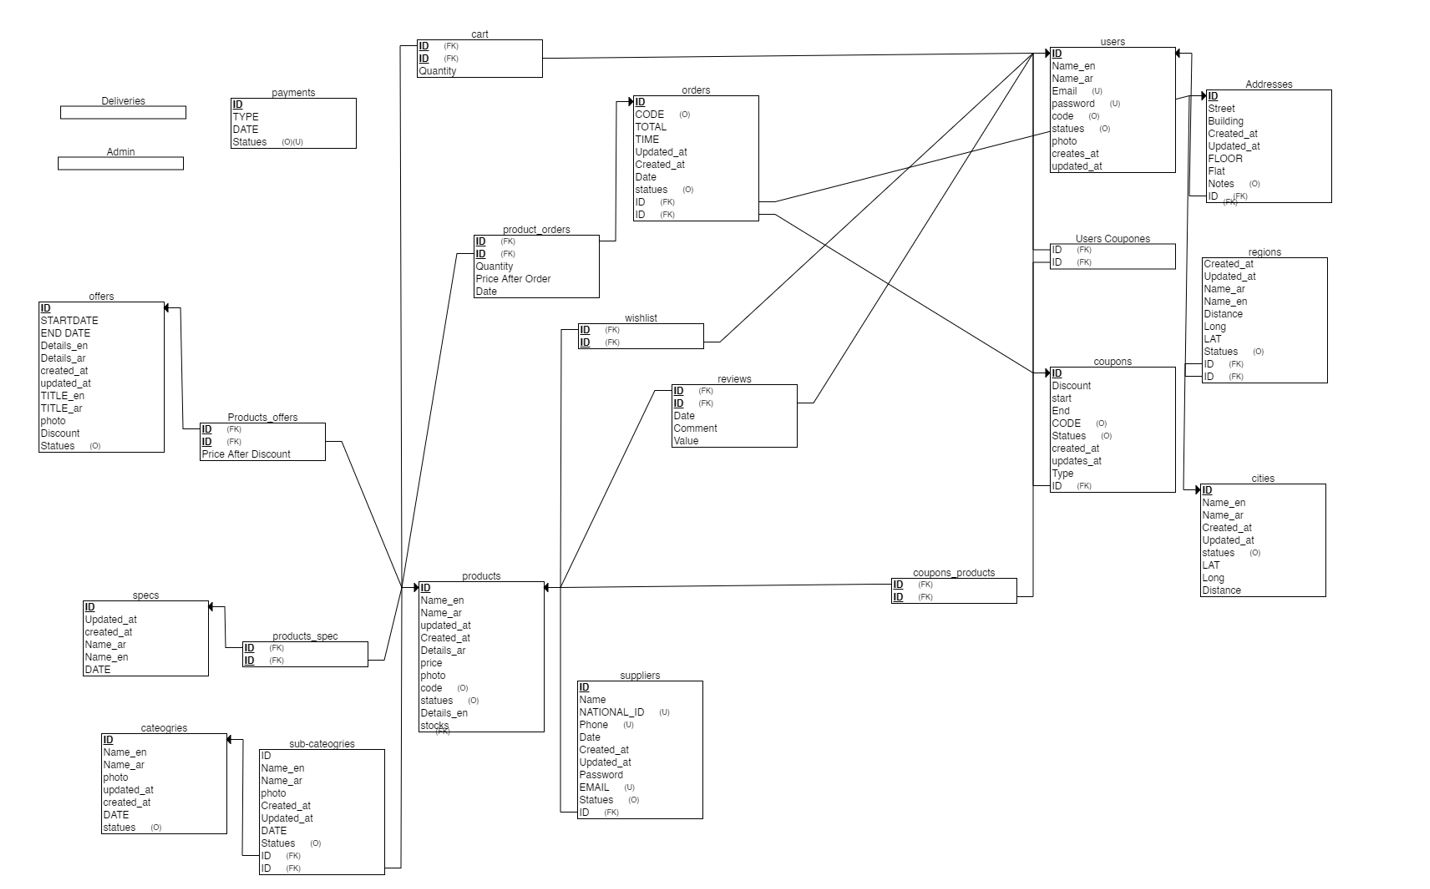 cart
ID (FK)
ID (FK)
Quantity
users
ID
Name_en
Name_ar
Email (U)
password (U)
code (O)
statues (O)
photo
creates_at
updated_at
Addresses
ID
Street
Building
Created_at
Updated_at
FLOOR
Flat
Notes (O)
ID (FK)
(FK)
Deliveries
Admin
payments
ID
TYPE
DATE
Statues (O)(U)
orders
ID
CODE (O)
TOTAL
TIME
Updated_at
Created_at
Date
statues (O)
ID (FK)
ID (FK)
product_orders
ID (FK)
ID (FK)
Quantity
Price After Order
Date
Users Coupones
ID (FK)
ID (FK)
regions
Created_at
Updated_at
Name_ar
Name_en
Distance
Long
LAT
Statues (O)
ID (FK)
ID (FK)
offers
ID
STARTDATE
END DATE
Details_en
Details_ar
created_at
updated_at
TITLE_en
TITLE_ar
photo
Discount
Statues (O)
wishlist
ID (FK)
ID (FK)
reviews
ID (FK)
ID (FK)
Date
Comment
Value
coupons
ID
Discount
start
End
CODE (O)
Statues (O)
created_at
updates_at
Type
ID (FK)
Products_offers
ID (FK)
ID (FK)
Price After Discount
cities
ID
Name_en
Name_ar
Created_at
Updated_at
statues (O)
LAT
Long
Distance
products
ID
Name_en
Name_ar
updated_at
Created_at
Details_ar
price
photo
code (O)
statues (O)
Details_en
stocks
(FK)
coupons_products
ID (FK)
ID (FK)
specs
ID
Updated_at
created_at
Name_ar
Name_en
DATE
products_spec
ID (FK)
ID (FK)
suppliers
ID
Name
NATIONAL_ID (U)
Phone (U)
Date
Created_at
Updated_at
Password
EMAIL (U)
Statues (O)
ID (FK)
cateogries
ID
Name_en
Name_ar
photo
updated_at
created_at
DATE
statues (O)
sub-cateogries
ID
Name_en
Name_ar
photo
Created_at
Updated_at
DATE
Statues (O)
ID (FK)
ID (FK)